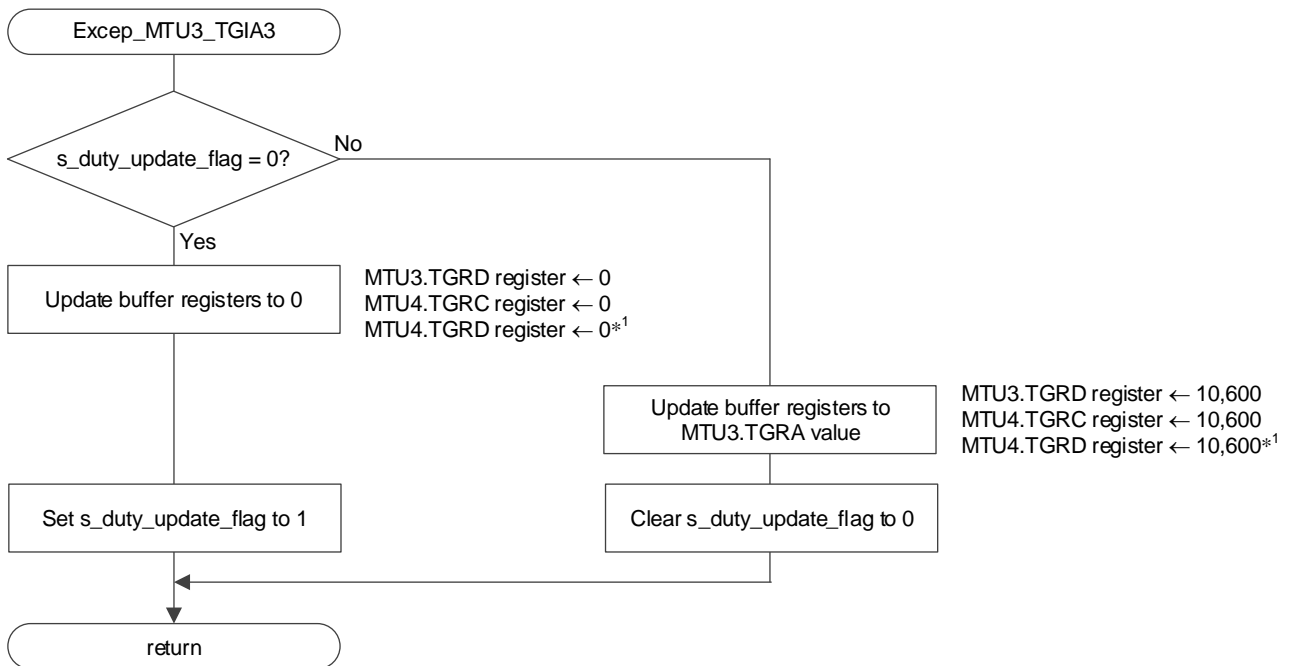 Excep_MTU3_TGIA3
s_duty_update_flag = 0?
No
Yes
Update buffer registers to 0
MTU3.TGRD register ← 0
MTU4.TGRC register ← 0
MTU4.TGRD register ← 0*1
Update buffer registers to
MTU3.TGRA value
MTU3.TGRD register ← 10,600
MTU4.TGRC register ← 10,600
MTU4.TGRD register ← 10,600*1
Set s_duty_update_flag to 1
Clear s_duty_update_flag to 0
return